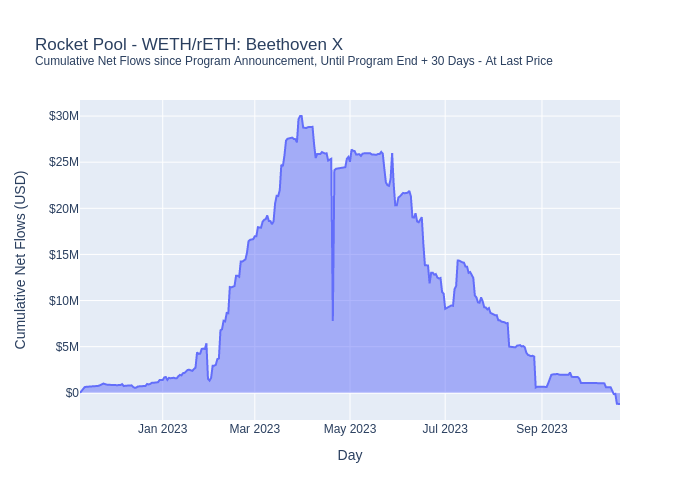 Rocket Pool - WETH/rETH: Beethoven X
Cumulative Net Flows since Program Announcement, Until Program End + 30 Days - At Last Price
Cumulative Net Flows (USD)
$30M
$25M
$20M
$15M
$10M
$5M
$0
Jan 2023
Mar 2023
May 2023
Jul 2023
Sep 2023
Day